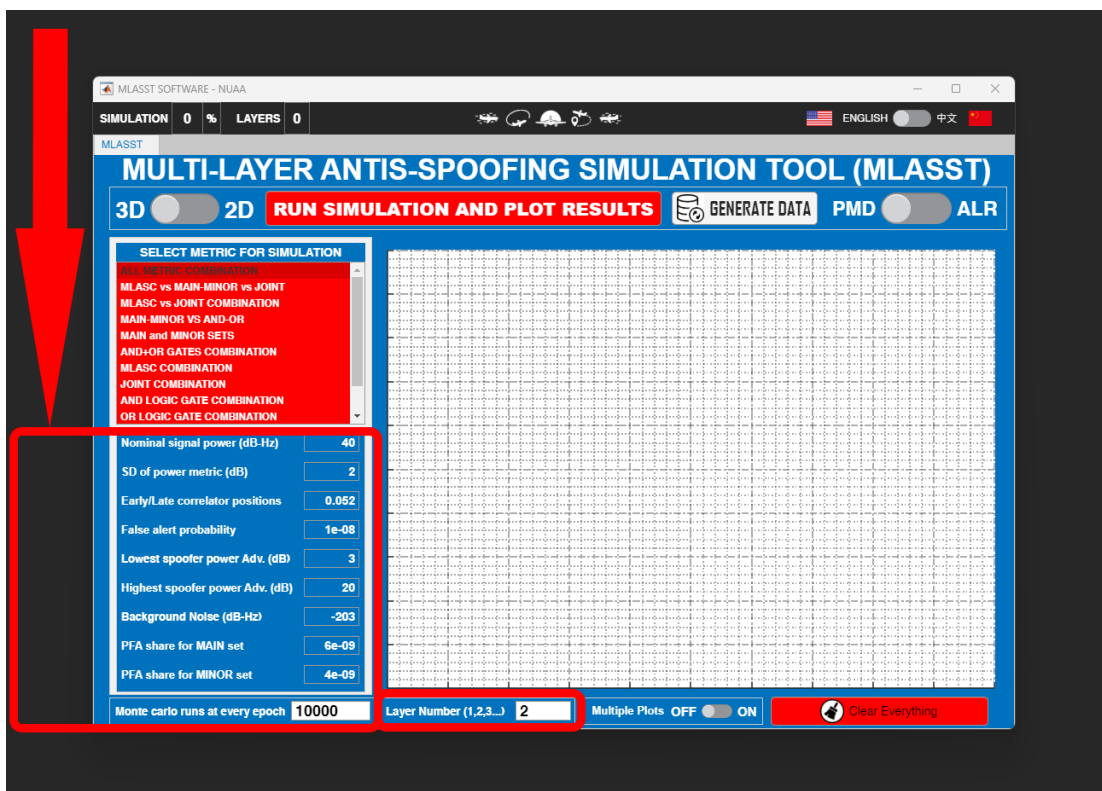 MLASST SOFTWARE - NUAA
SIMULATION 0 % LAYERS 0 ENGLISH 中文
MLASST
MULTI-LAYER ANTIS-SPOOFING SIMULATION TOOL (MLASST)
3D 2D RUN SIMULATION AND PLOT RESULTS GENERATE DATA PMD ALR
SELECT METRIC FOR SIMULATION
ALL METRIC COMBINATION
MLASC vs MAIN-MINOR vs JOINT
MLASC vs JOINT COMBINATION
MAIN-MINOR VS AND-OR
MAIN and MINOR SETS
AND+OR GATES COMBINATION
MLASC COMBINATION
JOINT COMBINATION
AND LOGIC GATE COMBINATION
OR LOGIC GATE COMBINATION
Nominal signal power (dB-Hz) 40
SD of power metric (dB) 2
Early/Late correlator positions 0.052
False alert probability 1e-08
Lowest spoofer power Adv. (dB) 3
Highest spoofer power Adv. (dB) 20
Background Noise (dB-Hz) -203
PFA share for MAIN set 6e-09
PFA share for MINOR set 4e-09
Monte carlo runs at every epoch 10000 Layer Number (1,2,3...) 2 Multiple Plots OFF ON Clear Everything